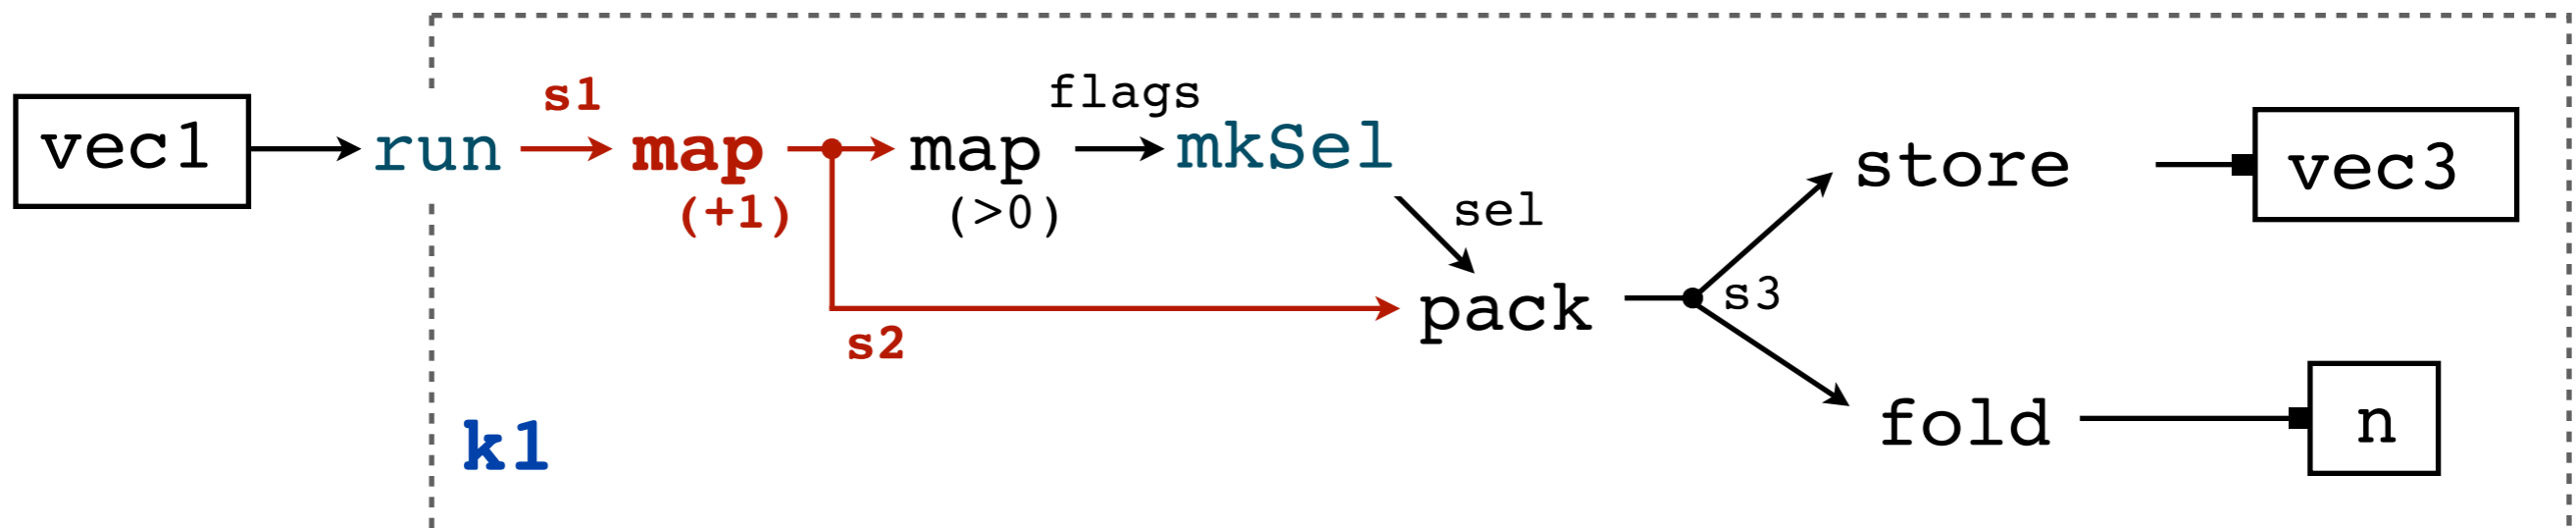 s1
flags
vec1
run
map
map
mkSel
store
vec3
(+1)
(>0)
sel
s2
pack
s3
k1
fold
n